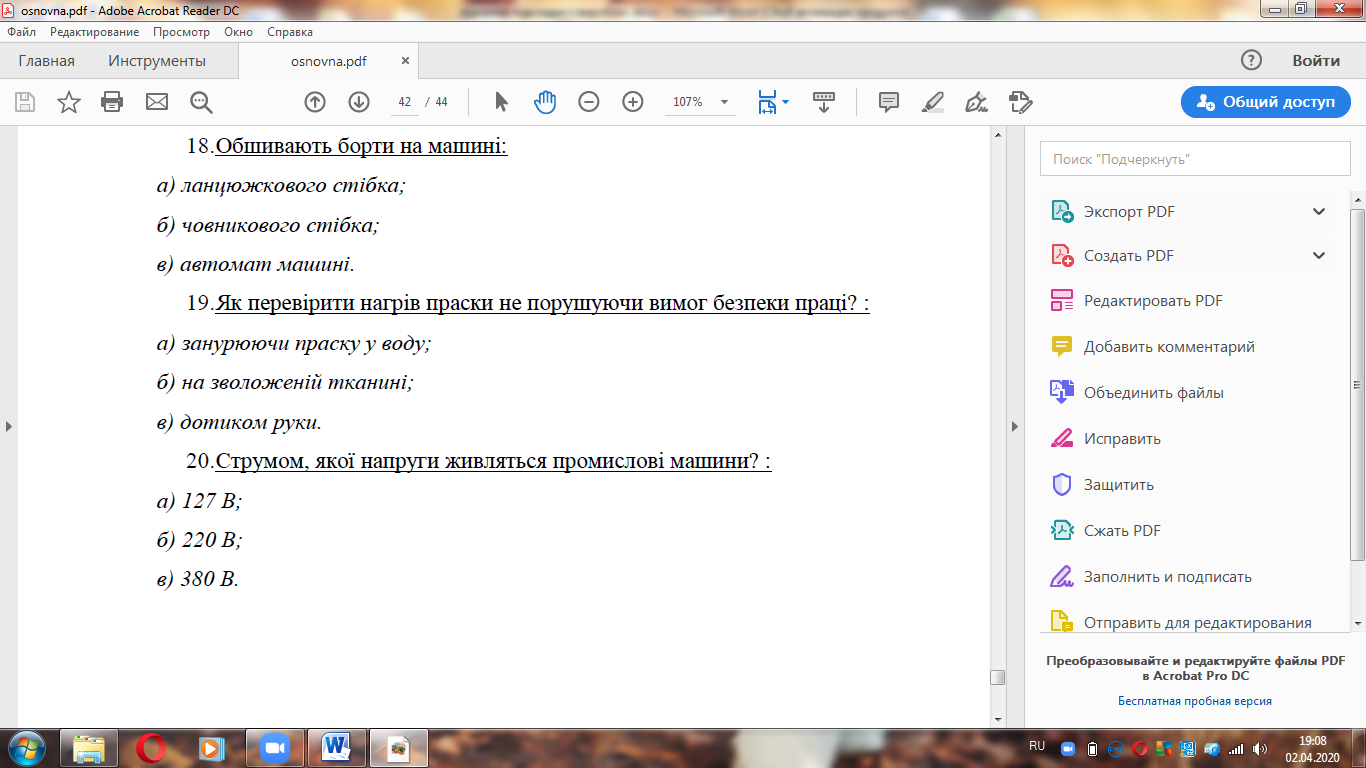 osnovna.pdf - Adobe Acrobat Reader DC
Файл Редактирование Просмотр Окно Справка
Главная Инструменты osnovna.pdf Войти
42 / 44 107% Общий доступ
18.Обшивають борти на машині:
а) ланцюжкового стібка;
б) човникового стібка;
в) автомат машині.
19.Як перевірити нагрів праски не порушуючи вимог безпеки праці? :
а) занурюючи праску у воду;
б) на зволоженій тканині;
в) дотиком руки.
20.Струмом, якої напруги живляться промислові машини? :
а) 127 В;
б) 220 В;
в) 380 В.
Поиск "Подчеркнуть"
Экспорт PDF
Создать PDF
Редактировать PDF
Добавить комментарий
Объединить файлы
Исправить
Защитить
Сжать PDF
Заполнить и подписать
Отправить для редактирования
Преобразовывайте и редактируйте файлы PDF
в Acrobat Pro DC
Бесплатная пробная версия
RU
19:08
02.04.2020